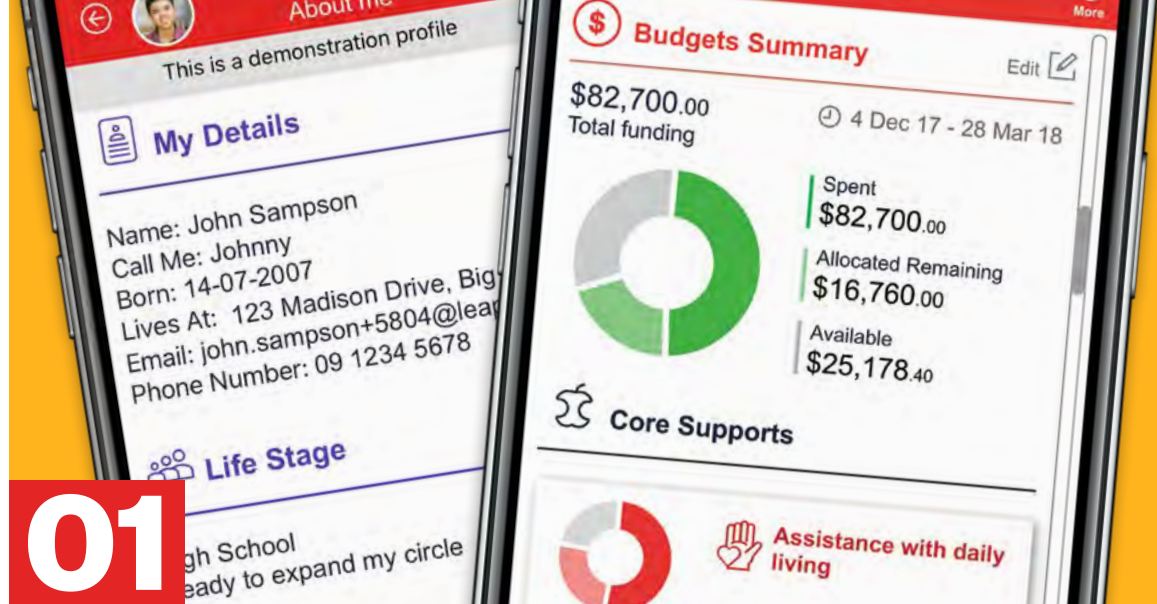 About me
This is a demonstration profile
My Details
Name: John Sampson
Call Me: Johnny
Born: 14-07-2007
Lives At: 123 Madison Drive, Big
Email: john.sampson+5804@lea
Phone Number: 09 1234 5678
Life Stage
gh School
eady to expand my circle
01
More
$
Budgets Summary
Edit
$82,700.00
Total funding
4 Dec 17 - 28 Mar 18
Spent
$82,700.00
Allocated Remaining
$16,760.00
Available
$25,178.40
Core Supports
Assistance with daily
living